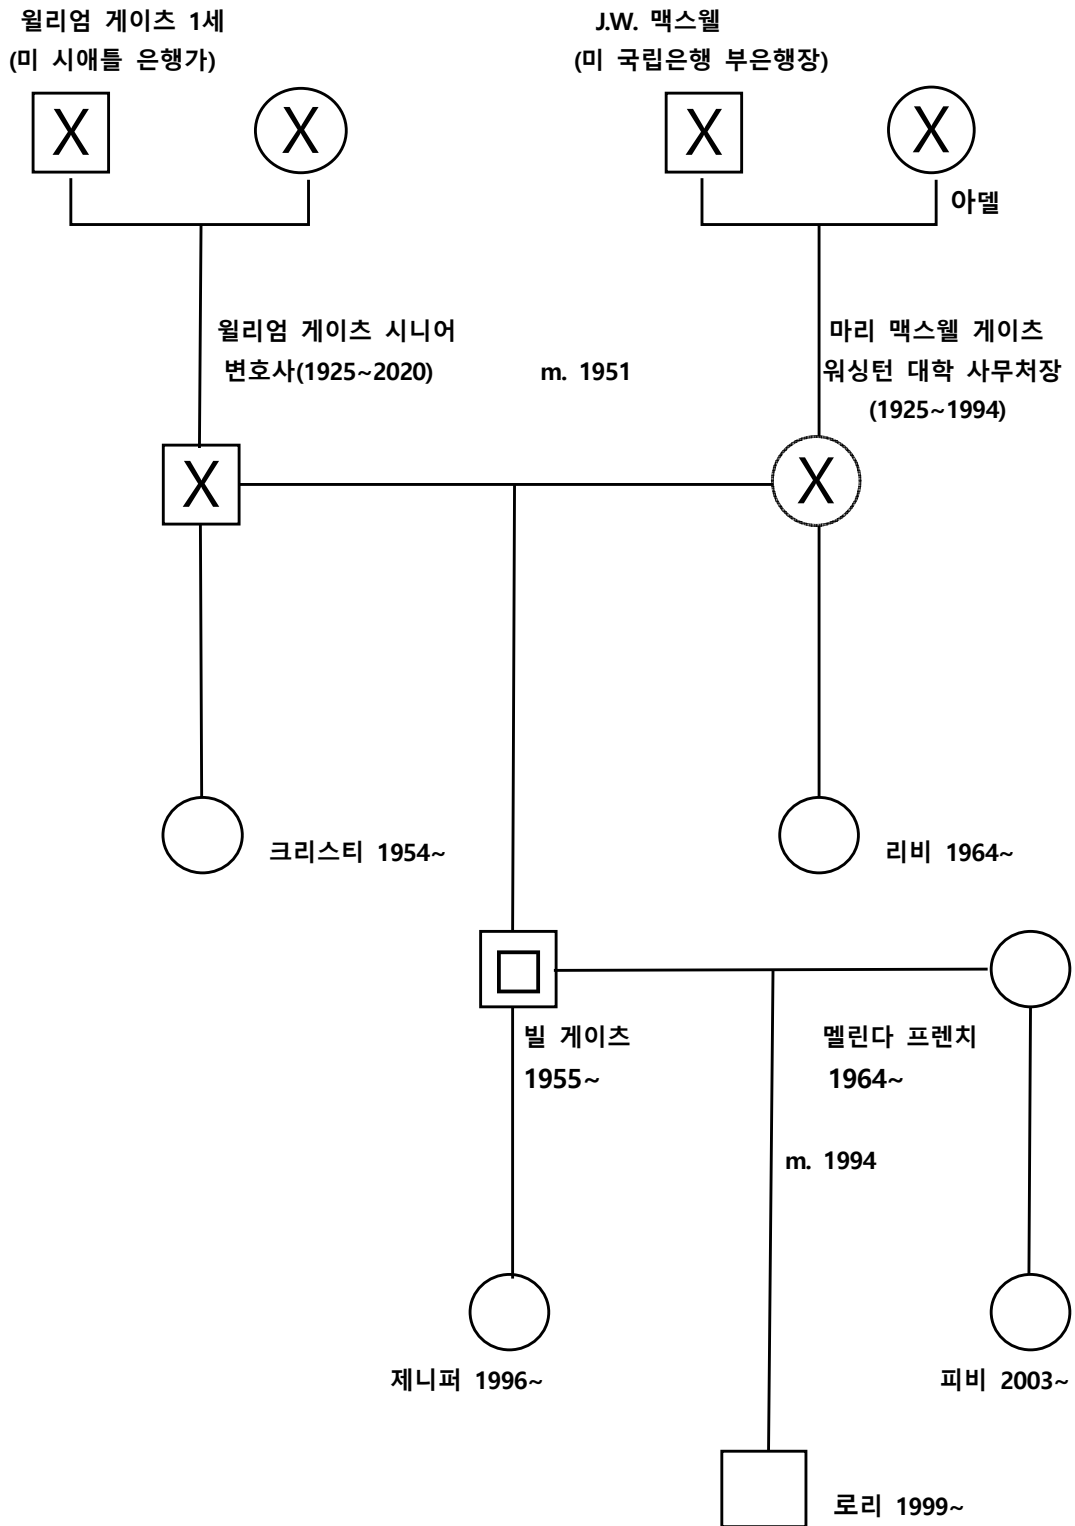 윌리엄 게이츠 1세
(미 시애틀 은행가)
J.W. 맥스웰
(미 국립은행 부은행장)
X
X
X
X
아델
윌리엄 게이츠 시니어
변호사(1925~2020)
m. 1951
마리 맥스웰 게이츠
워싱턴 대학 사무처장
(1925~1994)
X
X
크리스티 1954~
리비 1964~
빌 게이츠
1955~
멜린다 프렌치
1964~
m. 1994
제니퍼 1996~
피비 2003~
로리 1999~